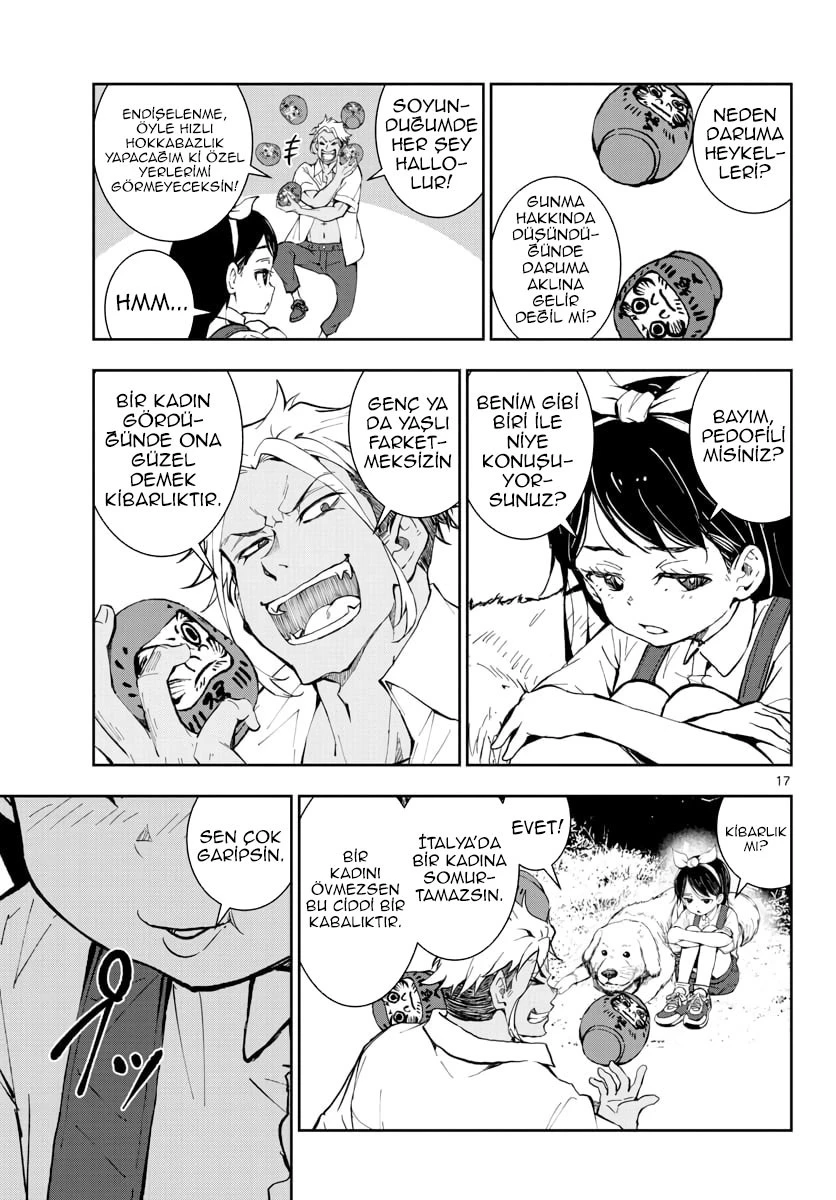 NEDEN
DARUMA
HEYKEL-
LERİ?
GUNMA
HAKKINDA
DÜŞÜNDÜ-
ĞÜNDE
DARUMA
AKLINA
GELİR
DEĞİL Mİ?
SOYUN-
DUĞUMDE
HER ŞEY
HALLO-
LUR!
ENDİŞELENME,
ÖYLE HIZLI
HOKKABAZLIK
YAPACAĞIM Kİ ÖZEL
YERLERİMİ
GÖRMEYECEKSİN!
HMM...
BAYIM,
PEDOFİLİ
MİSİNİZ?
BENİM GİBİ
BİRİ İLE
NİYE
KONUŞU-
YOR-
SUNUZ?
GENÇ YA
DA YAŞLI
FARKET-
MEKSİZİN
BİR KADIN
GÖRDÜ-
ĞÜNDE ONA
GÜZEL
DEMEK
KİBARLIKTIR.
17
KİBARLIK
MI?
EVET!
İTALYA'DA
BİR KADINA
SOMUR-
TAMAZSIN.
BİR
KADINI
ÖVMEZSEN
BU CİDDİ BİR
KABALIKTIR.
SEN ÇOK
GARİPSİN.
プッ